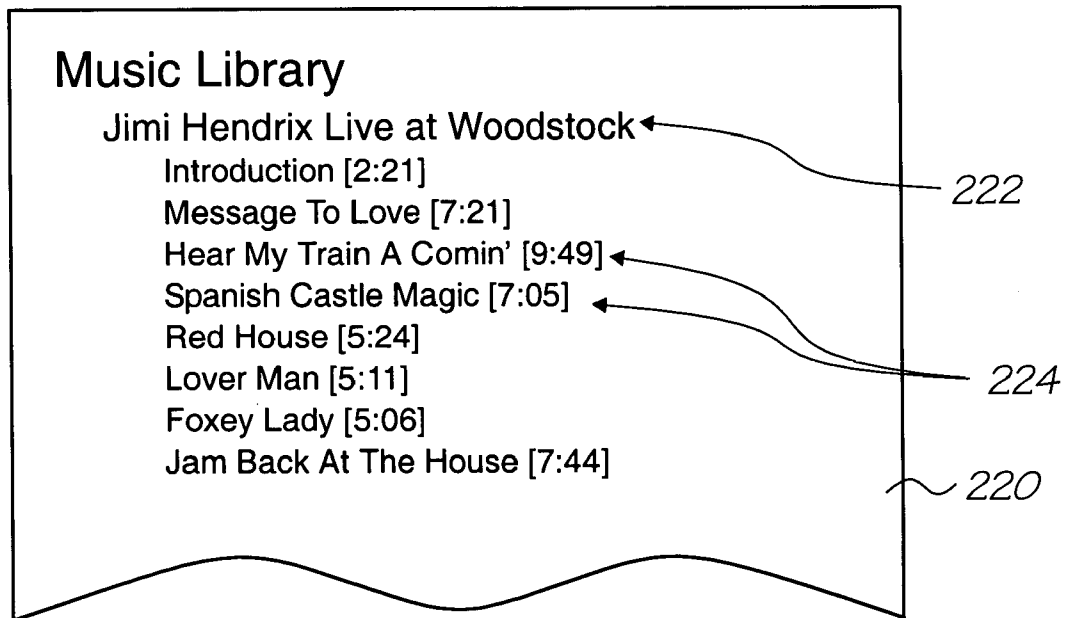 Music Library
Jimi Hendrix Live at Woodstock
222
Introduction [2:21]
Message To Love [7:21]
Hear My Train A Comin’ [9:49]
Spanish Castle Magic [7:05]
Red House [5:24]
Lover Man [5:11]
224
Foxey Lady [5:06]
Jam Back At The House [7:44]
220